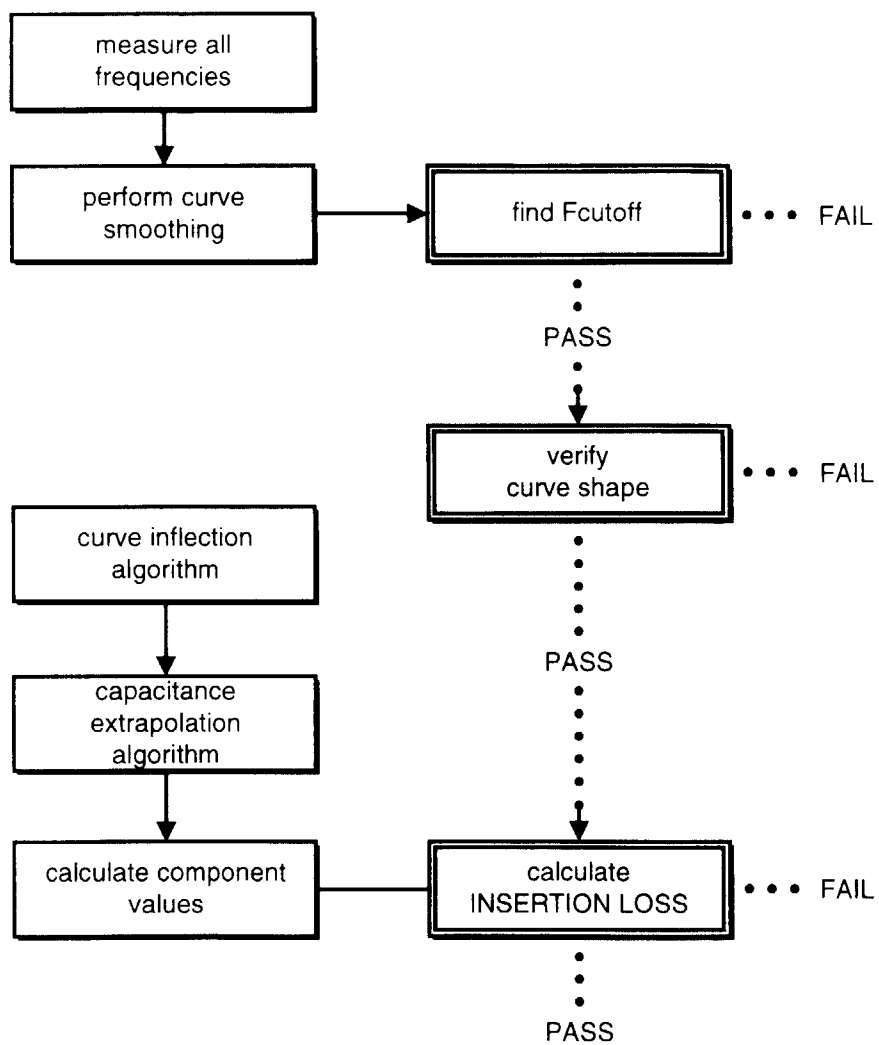 measure all
frequencies
perform curve
smoothing
find Fcutoff
FAIL
PASS
verify
curve shape
FAIL
curve inflection
algorithm
PASS
capacitance
extrapolation
algorithm
calculate component
values
calculate
INSERTION LOSS
FAIL
PASS